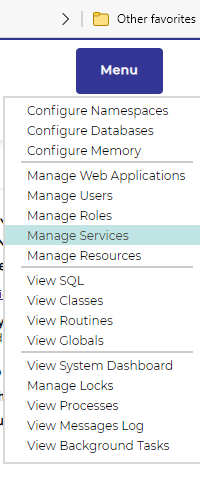 Other favorites
Menu
Configure Namespaces
Configure Databases
Configure Memory
Manage Web Applications
Manage Users
Manage Roles
Manage Services
Manage Resources
View SQL
View Classes
View Routines
View Globals
View System Dashboard
Manage Locks
View Processes
View Messages Log
View Background Tasks